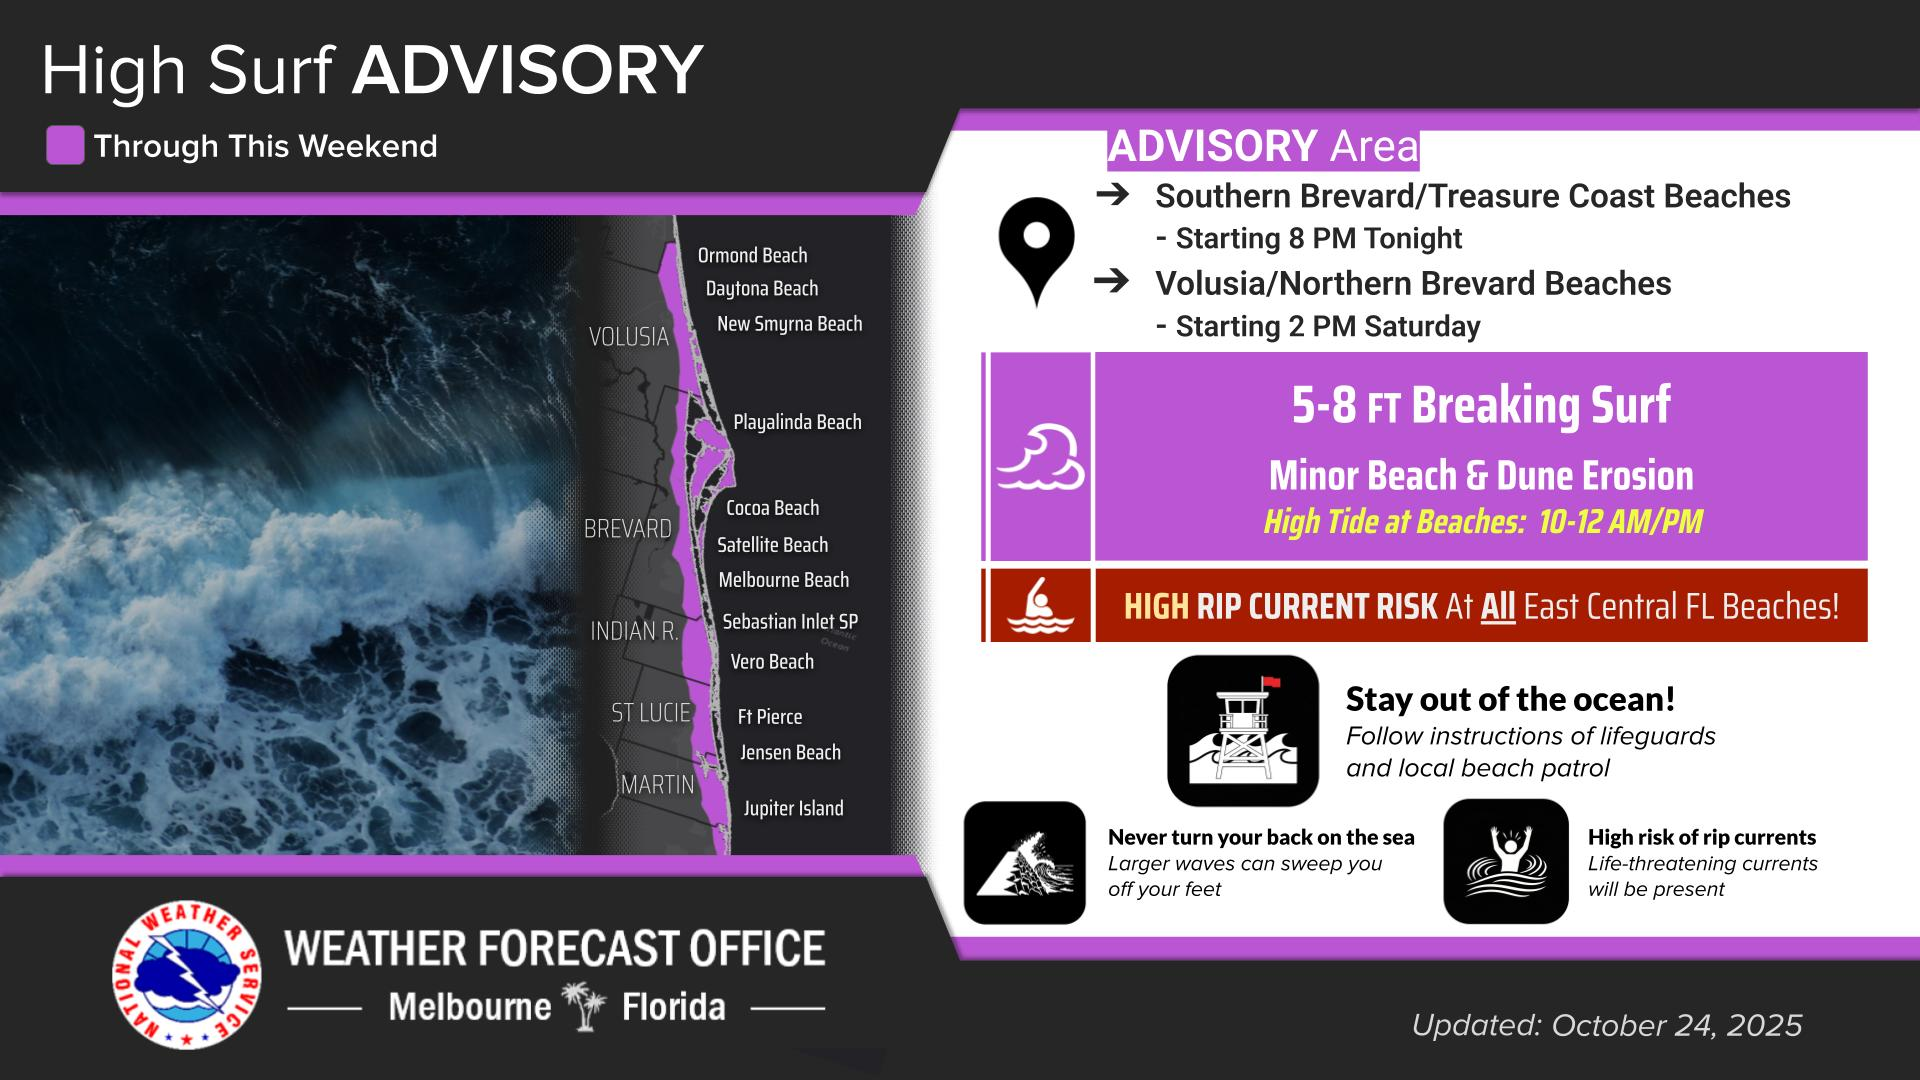 High Surf ADVISORY
Through This Weekend
Ormond Beach
Daytona Beach
New Smyrna Beach
VOLUSIA
Playalinda Beach
Cocoa Beach
BREVARD
Satellite Beach
Melbourne Beach
Sebastian Inlet SP
INDIAN R.
Ocean
Vero Beach
ST LUCIE
Ft Pierce
Jensen Beach
MARTIN
Jupiter Island
ADVISORY Area
➔ Southern Brevard/Treasure Coast Beaches
- Starting 8 PM Tonight
➔ Volusia/Northern Brevard Beaches
- Starting 2 PM Saturday
5-8 FT Breaking Surf
Minor Beach & Dune Erosion
High Tide at Beaches: 10-12 AM/PM
HIGH RIP CURRENT RISK At All East Central FL Beaches!
Stay out of the ocean!
Follow instructions of lifeguards
and local beach patrol
Never turn your back on the sea
Larger waves can sweep you
off your feet
High risk of rip currents
Life-threatening currents
will be present
NATIONAL WEATHER SERVICE
WEATHER FORECAST OFFICE
Melbourne Florida
Updated: October 24, 2025